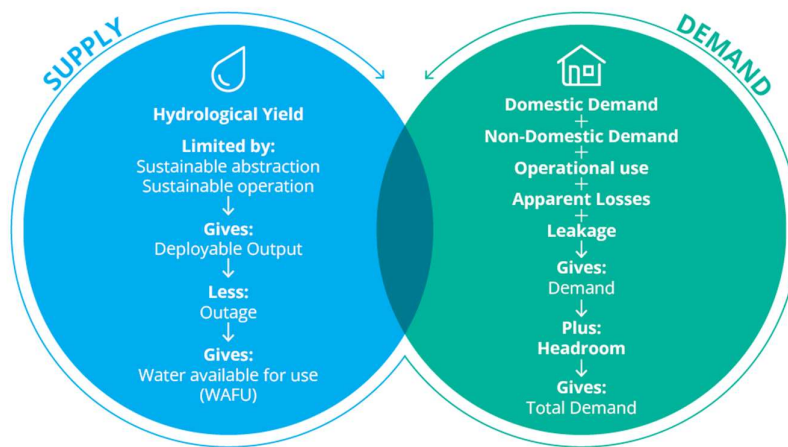 SUPPLY
Hydrological Yield
Limited by:
Sustainable abstraction
Sustainable operation
Gives:
Deployable Output
Less:
Outage
Gives:
Water available for use
(WAFU)
DEMAND
Domestic Demand
+
Non-Domestic Demand
+
Operational use
+
Apparent Losses
+
Leakage
Gives:
Demand
Plus:
Headroom
Gives:
Total Demand